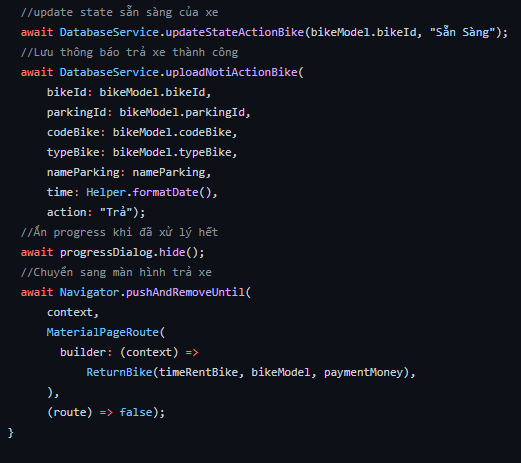 //update state sẵn sàng của xe
await DatabaseService.updateStateActionBike(bikeModel.bikeId, "Sẵn Sàng");
//Lưu thông báo trả xe thành công
await DatabaseService.uploadNotiActionBike(
bikeId: bikeModel.bikeId,
parkingId: bikeModel.parkingId,
codeBike: bikeModel.codeBike,
typeBike: bikeModel.typeBike,
nameParking: nameParking,
time: Helper.formatDate(),
action: "Trả");
//Ẩn progress khi đã xử lý hết
await progressDialog.hide();
//Chuyển sang màn hình trả xe
await Navigator.pushAndRemoveUntil(
context,
MaterialPageRoute(
builder: (context) =>
ReturnBike(timeRentBike, bikeModel, paymentMoney),
),
(route) => false);
}